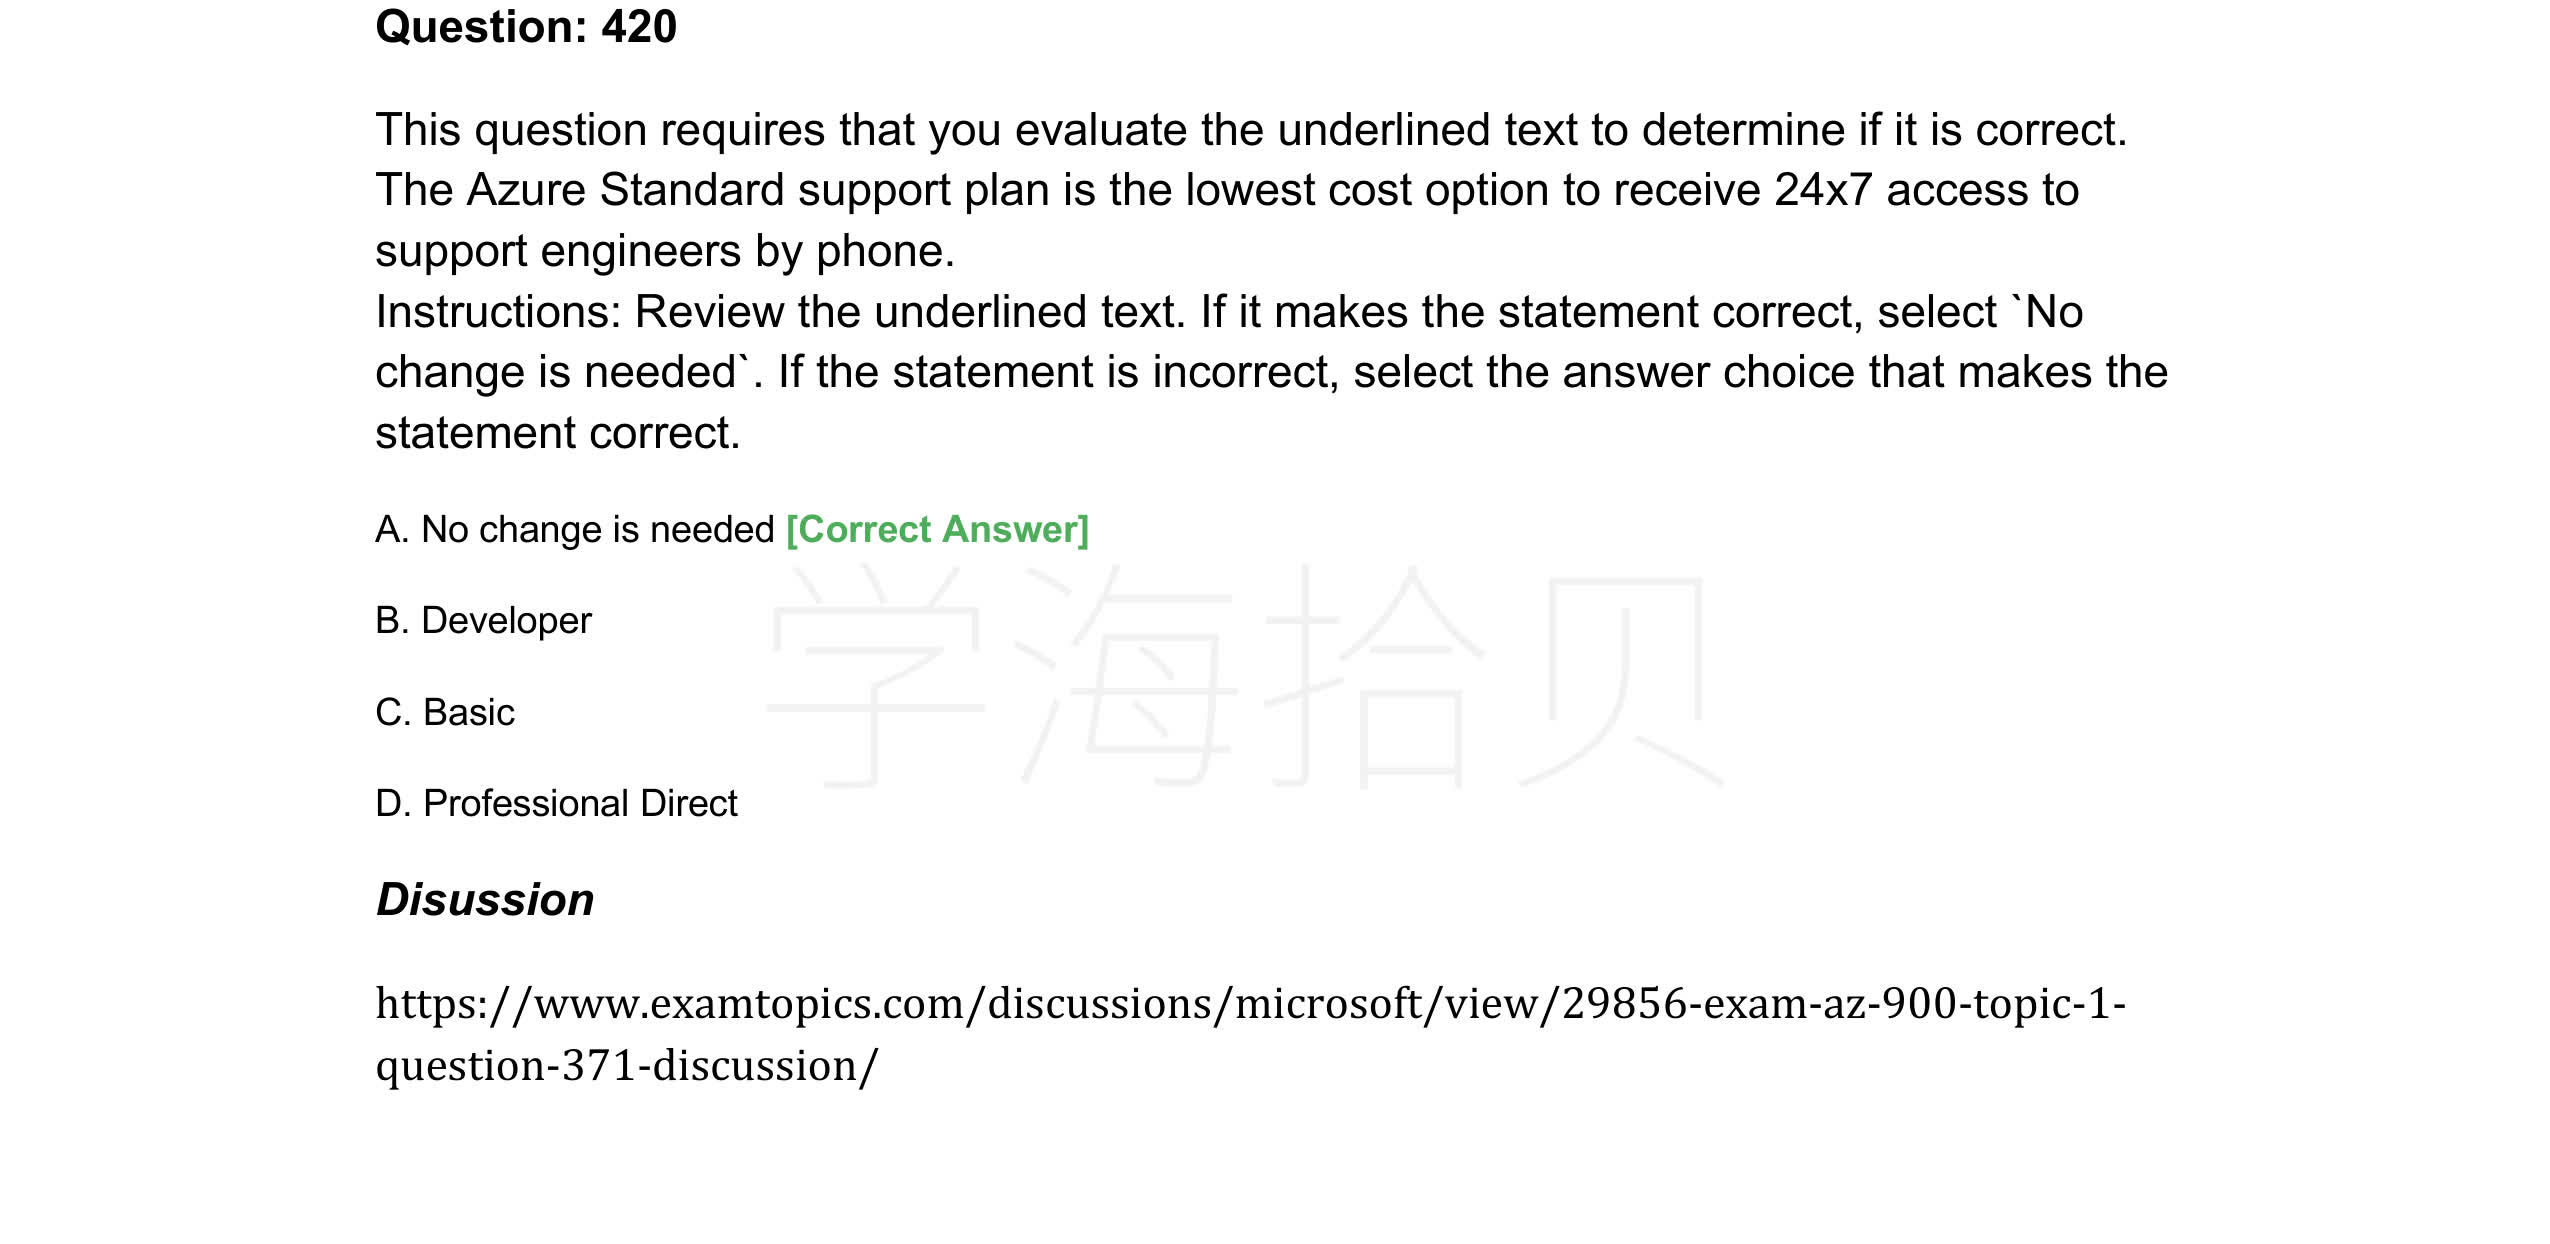 Question: 420
This question requires that you evaluate the underlined text to determine if it is correct.
The Azure Standard support plan is the lowest cost option to receive 24x7 access to
support engineers by phone.
Instructions: Review the underlined text. If it makes the statement correct, select `No
change is needed`. If the statement is incorrect, select the answer choice that makes the
statement correct.
A. No change is needed [Correct Answer]
学海拾贝
B. Developer
C. Basic
D. Professional Direct
Disussion
https://www.examtopics.com/discussions/microsoft/view/29856-exam-az-900-topic-1-
question-371-discussion/